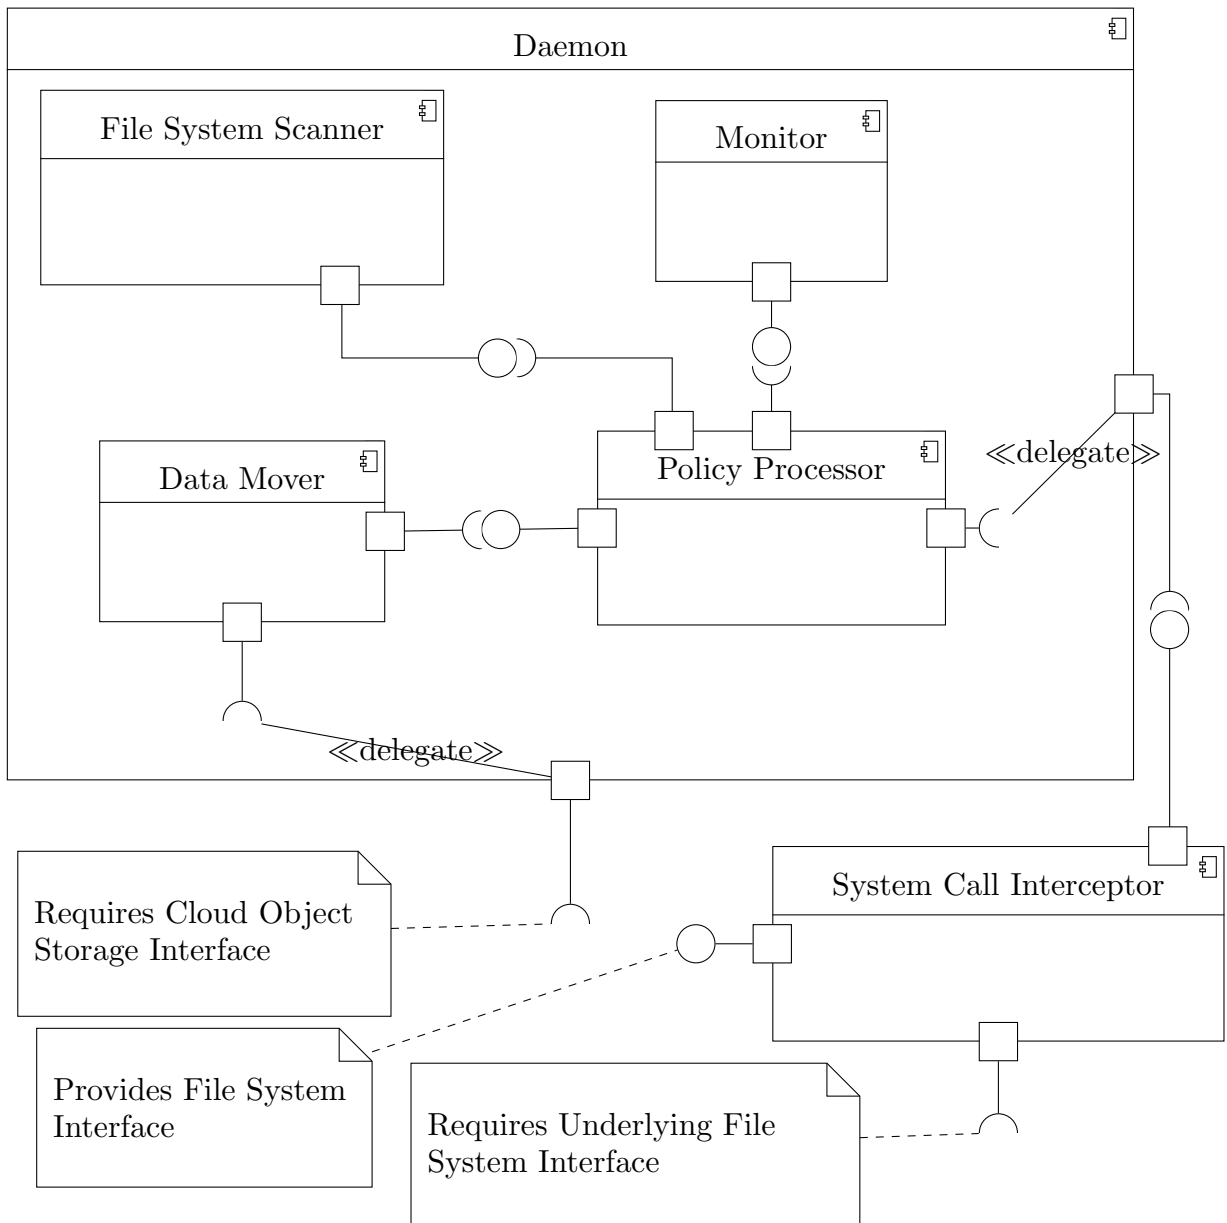 Daemon
File System Scanner
Monitor
Data Mover
Policy Processor
≪delegate≫
≪delegate≫
System Call Interceptor
Requires Cloud Object
Storage Interface
Provides File System
Interface
Requires Underlying File
System Interface